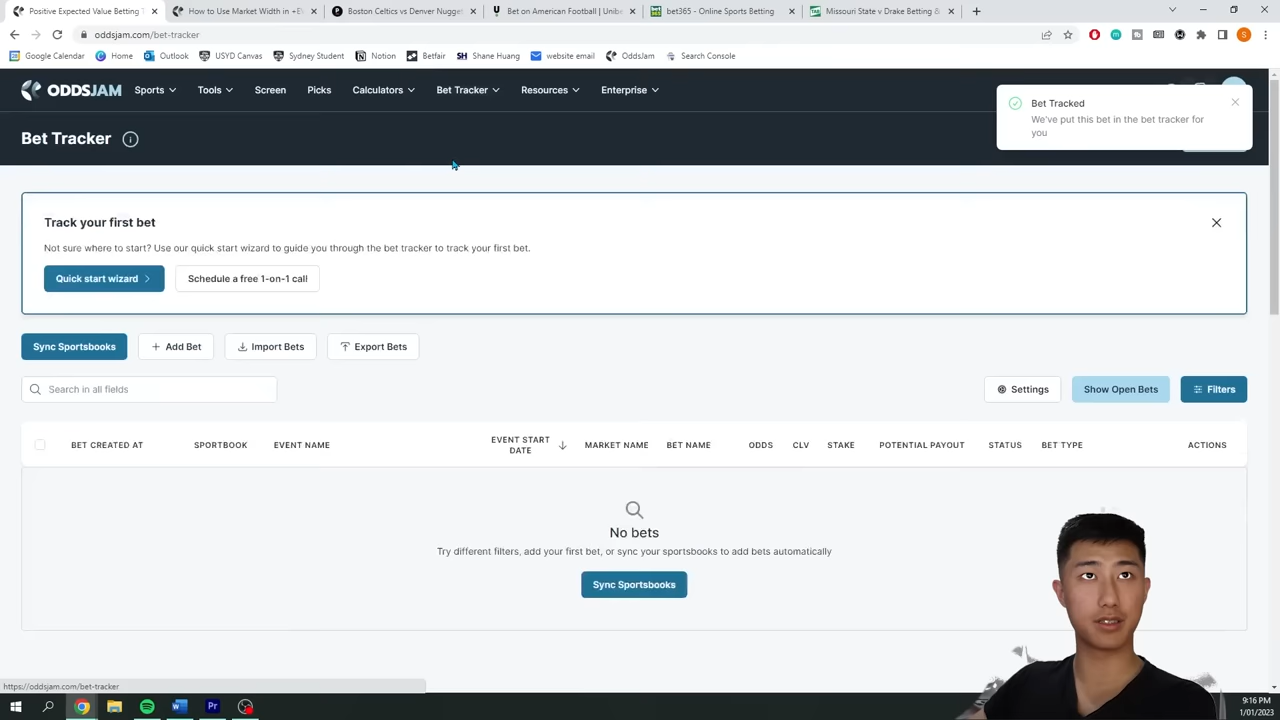 Positive Expected Value Betting T
How to Use Market Width in +E
Boston Celtics vs Denver Nugget
Bet on American Football | Unibe
bet365 - Online Sports Betting
Missouri State v Drake Betting &
oddsjam.com/bet-tracker
Google Calendar
Home
Outlook
USYD Canvas
Sydney Student
Notion
Betfair
Shane Huang
website email
OddsJam
Search Console
ODDSJAM
Sports
Tools
Screen
Picks
Calculators
Bet Tracker
Resources
Enterprise
Bet Tracked
We've put this bet in the bet tracker for
you
Bet Tracker
Track your first bet
Not sure where to start? Use our quick start wizard to guide you through the bet tracker to track your first bet.
Quick start wizard
Schedule a free 1-on-1 call
Sync Sportsbooks
Add Bet
Import Bets
Export Bets
Search in all fields
Settings
Show Open Bets
Filters
BET CREATED AT
SPORTBOOK
EVENT NAME
EVENT START
DATE
MARKET NAME
BET NAME
ODDS
CLV
STAKE
POTENTIAL PAYOUT
STATUS
BET TYPE
ACTIONS
No bets
Try different filters, add your first bet, or sync your sportsbooks to add bets automatically
Sync Sportsbooks
https://oddsjam.com/bet-tracker
9:16 PM
1/01/2023